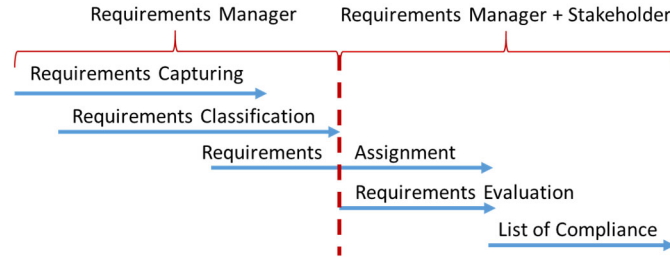 Requirements Manager
Requirements Manager + Stakeholder
Requirements Capturing
Requirements Classification
Requirements Assignment
Requirements Evaluation
List of Compliance